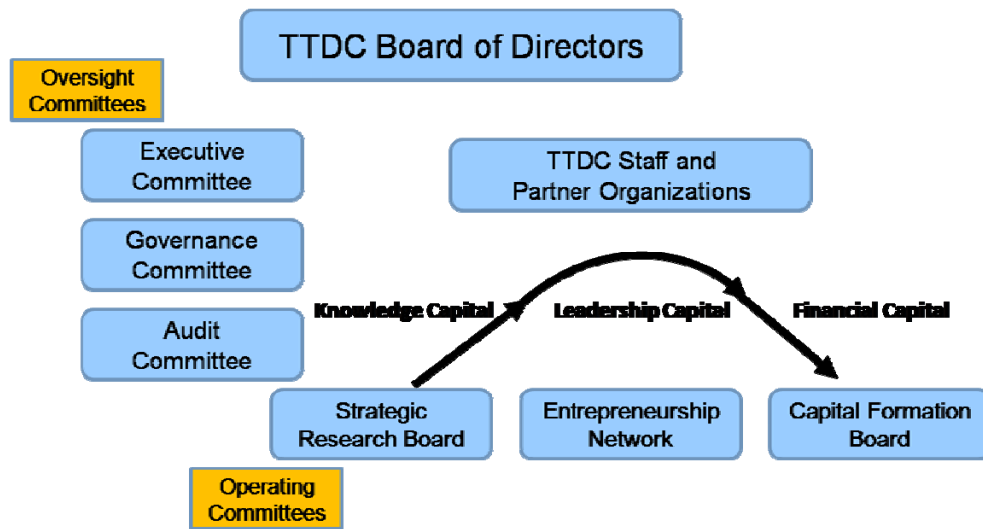 TTDC Board of Directors
Oversight
Committees
Executive
Committee
TTDC Staff and
Partner Organizations
Governance
Committee
Knowledge Capital
Leadership Capital
Financial Capital
Audit
Committee
Strategic
Research Board
Entrepreneurship
Network
Capital Formation
Board
Operating
Committees